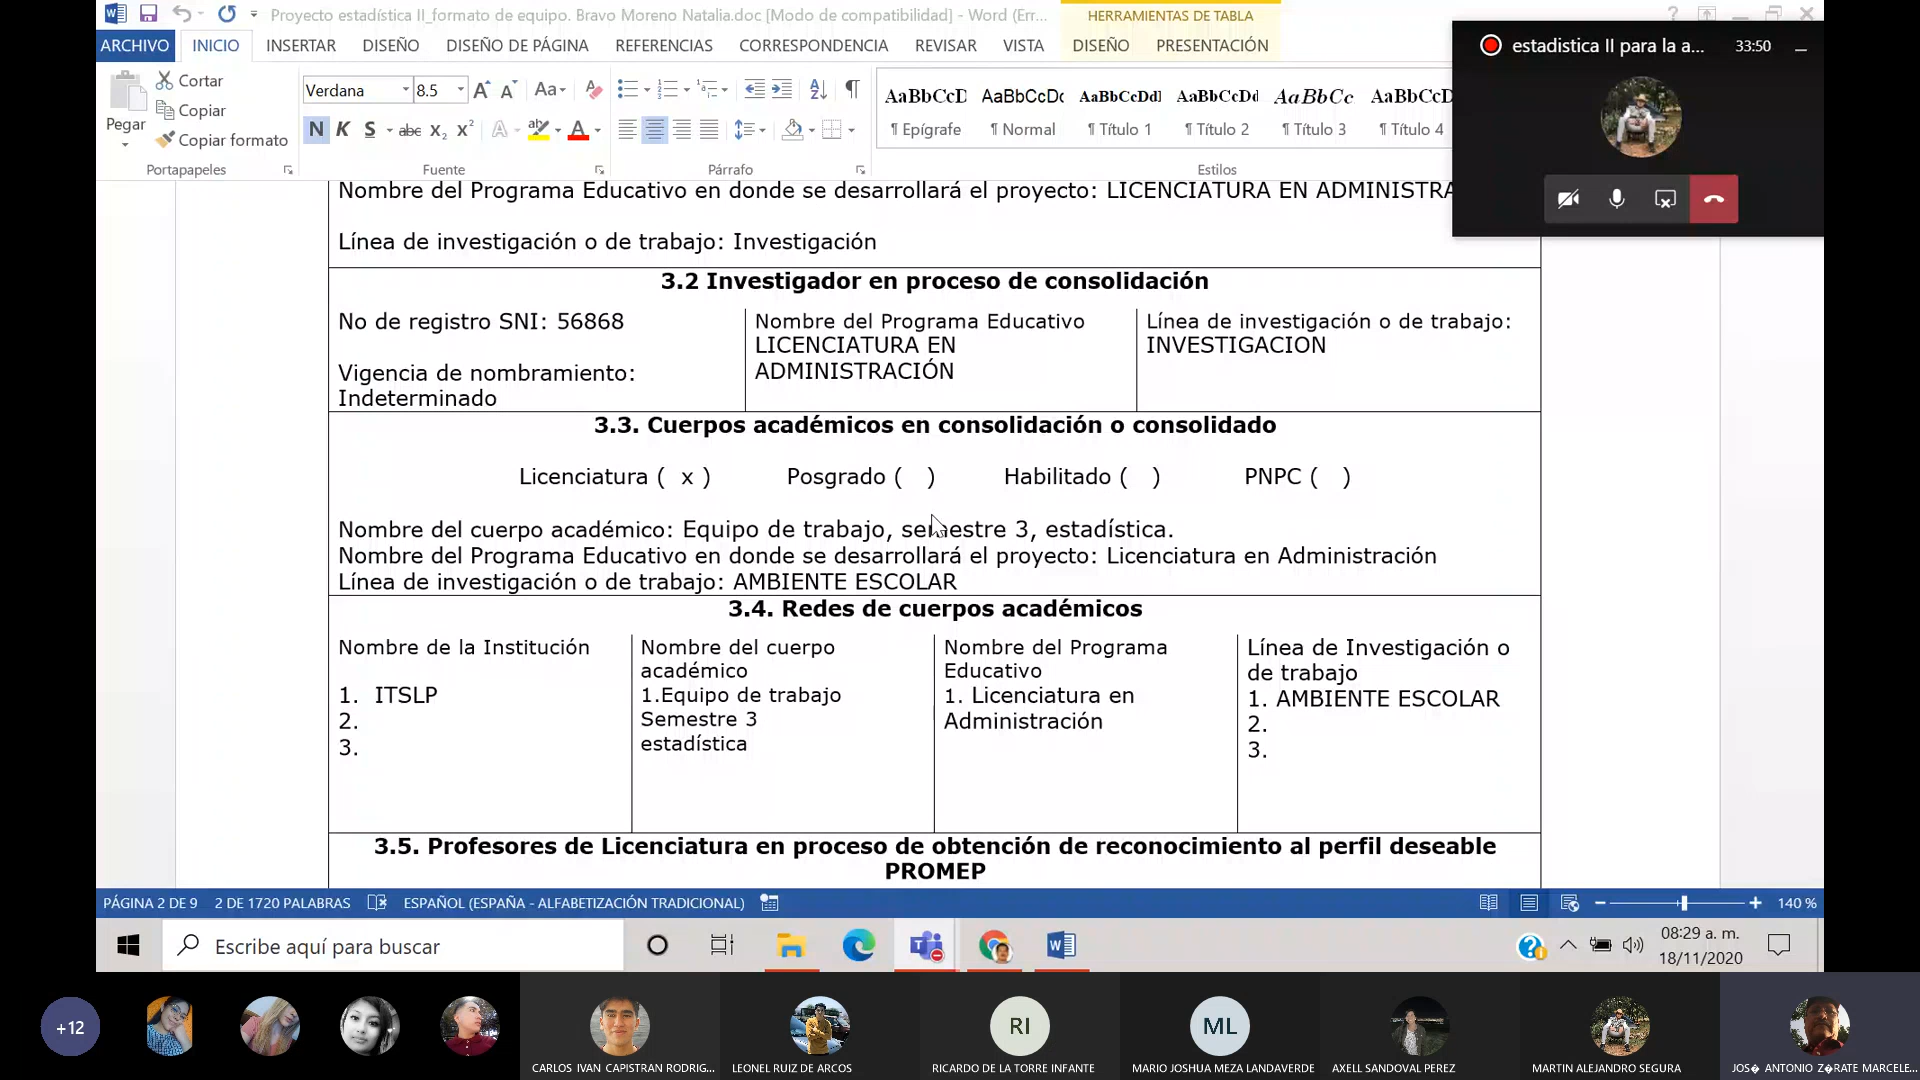 Proyecto estadística II_formato de equipo. Bravo Moreno Natalia.doc [Modo de compatibilidad] - Word (Err...
HERRAMIENTAS DE TABLA
ARCHIVO INICIO INSERTAR DISEÑO DISEÑO DE PÁGINA REFERENCIAS CORRESPONDENCIA REVISAR VISTA DISEÑO PRESENTACIÓN
estadistica II para la a... 33:50
Cortar
Copiar
Copiar formato
Pegar
Verdana 8.5
N K S abc x₂ x²
AaBbCcD AaBbCcDc AaBbCcDdl AaBbCcDd AaBbCc AaBbCcD
¶ Epígrafe ¶ Normal ¶ Título 1 ¶ Título 2 ¶ Título 3 ¶ Título 4
Portapapeles Fuente Párrafo Estilos
Nombre del Programa Educativo en donde se desarrollará el proyecto: LICENCIATURA EN ADMINISTRA
Línea de investigación o de trabajo: Investigación
3.2 Investigador en proceso de consolidación
No de registro SNI: 56868
Vigencia de nombramiento:
Indeterminado
Nombre del Programa Educativo
LICENCIATURA EN
ADMINISTRACIÓN
Línea de investigación o de trabajo:
INVESTIGACION
3.3. Cuerpos académicos en consolidación o consolidado
Licenciatura ( x ) Posgrado ( ) Habilitado ( ) PNPC ( )
Nombre del cuerpo académico: Equipo de trabajo, semestre 3, estadística.
Nombre del Programa Educativo en donde se desarrollará el proyecto: Licenciatura en Administración
Línea de investigación o de trabajo: AMBIENTE ESCOLAR
3.4. Redes de cuerpos académicos
Nombre de la Institución
1. ITSLP
2.
3.
Nombre del cuerpo
académico
1.Equipo de trabajo
Semestre 3
estadística
Nombre del Programa
Educativo
1. Licenciatura en
Administración
Línea de Investigación o
de trabajo
1. AMBIENTE ESCOLAR
2.
3.
3.5. Profesores de Licenciatura en proceso de obtención de reconocimiento al perfil deseable
PROMEP
PÁGINA 2 DE 9 2 DE 1720 PALABRAS ESPAÑOL (ESPAÑA - ALFABETIZACIÓN TRADICIONAL) 140 %
Escribe aquí para buscar
08:29 a. m.
18/11/2020
+12
RI ML
CARLOS IVAN CAPISTRAN RODRIG... LEONEL RUIZ DE ARCOS RICARDO DE LA TORRE INFANTE MARIO JOSHUA MEZA LANDAVERDE AXELL SANDOVAL PEREZ MARTIN ALEJANDRO SEGURA JOS� ANTONIO Z�RATE MARCELE...